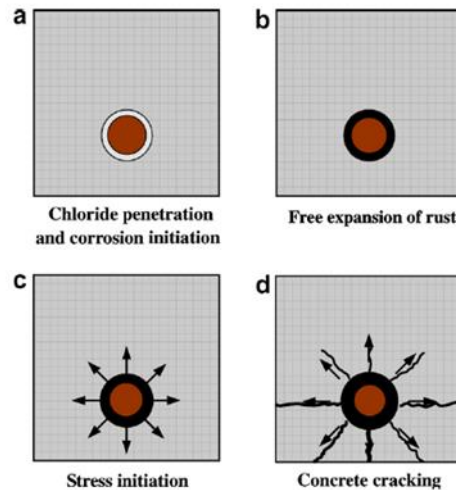 a
b
Chloride penetration
and corrosion initiation
Free expansion of rust
c
d
Stress initiation
Concrete cracking